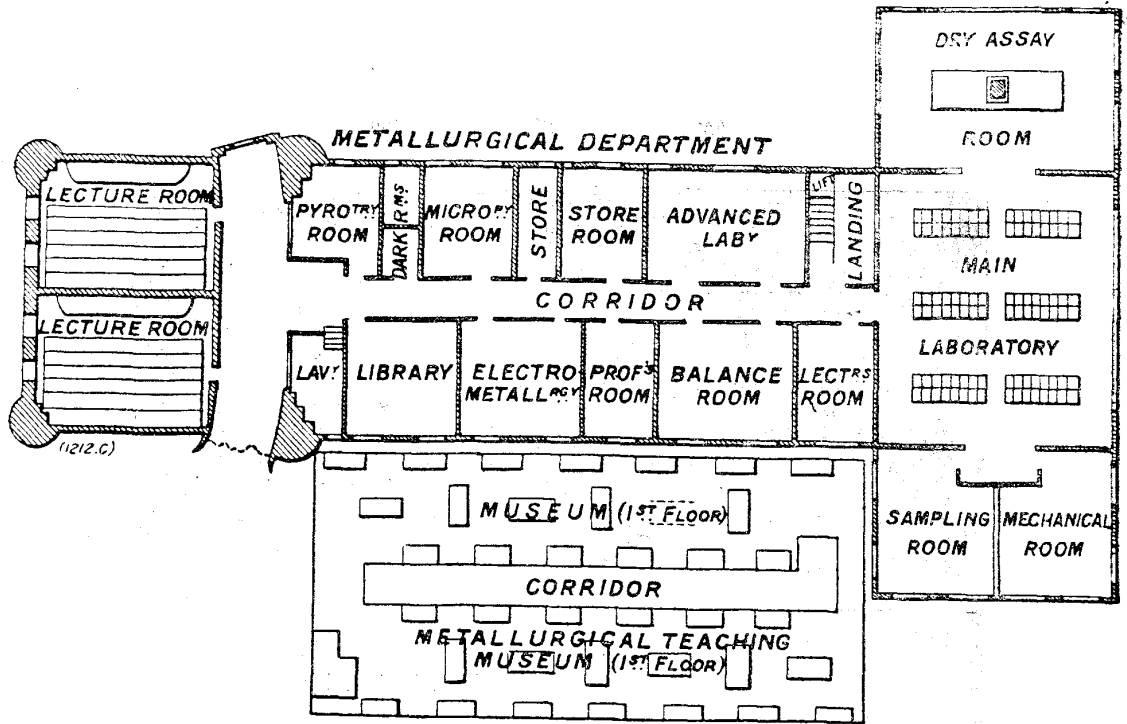 DRY ASSAY
ROOM
METALLURGICAL DEPARTMENT
LECTURE ROOM
PYROTRY
ROOM
DARK RMS
MICRORY
ROOM
STORE
STORE
ROOM
ADVANCED
LABY
LIFT
LANDING
MAIN
LABORATORY
CORRIDOR
LECTURE ROOM
LAVY
LIBRARY
ELECTRO
METALLRGY
PROF'S
ROOM
BALANCE
ROOM
LECTRS
ROOM
(1212.C)
MUSEUM (1ST FLOOR)
SAMPLING
ROOM
MECHANICAL
ROOM
CORRIDOR
METALLURGICAL TEACHING
MUSEUM (1ST FLOOR)